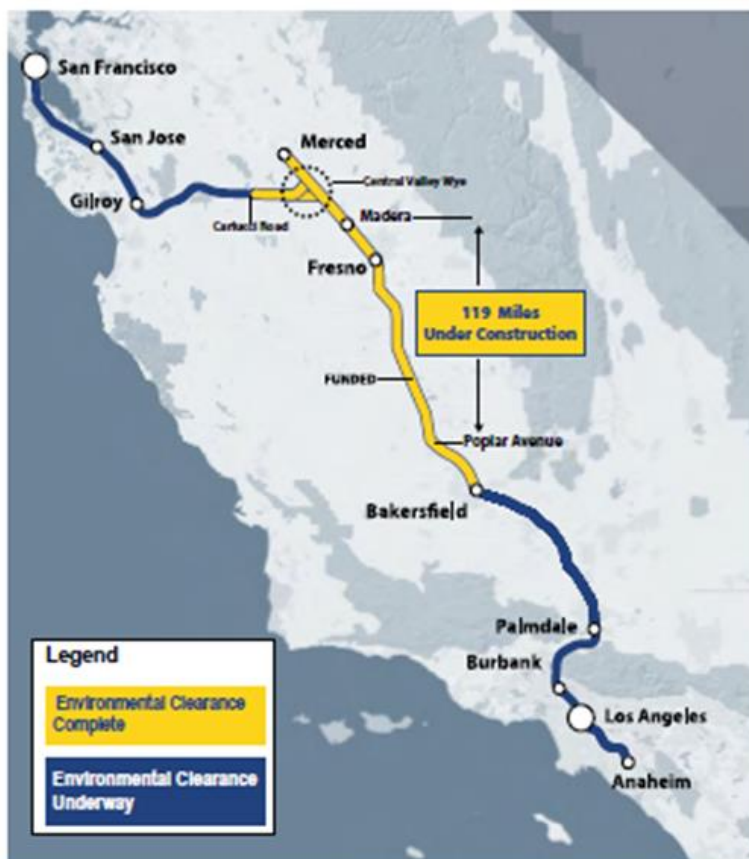 San Francisco
San Jose
Merced
Central Valley Wye
Gilroy
Madera
Carlucci Road
Fresno
119 Miles
Under Construction
FUNDED
Poplar Avenue
Bakersfield
Palmdale
Burbank
Los Angeles
Anaheim
Legend
Environmental Clearance
Complete
Environmental Clearance
Underway